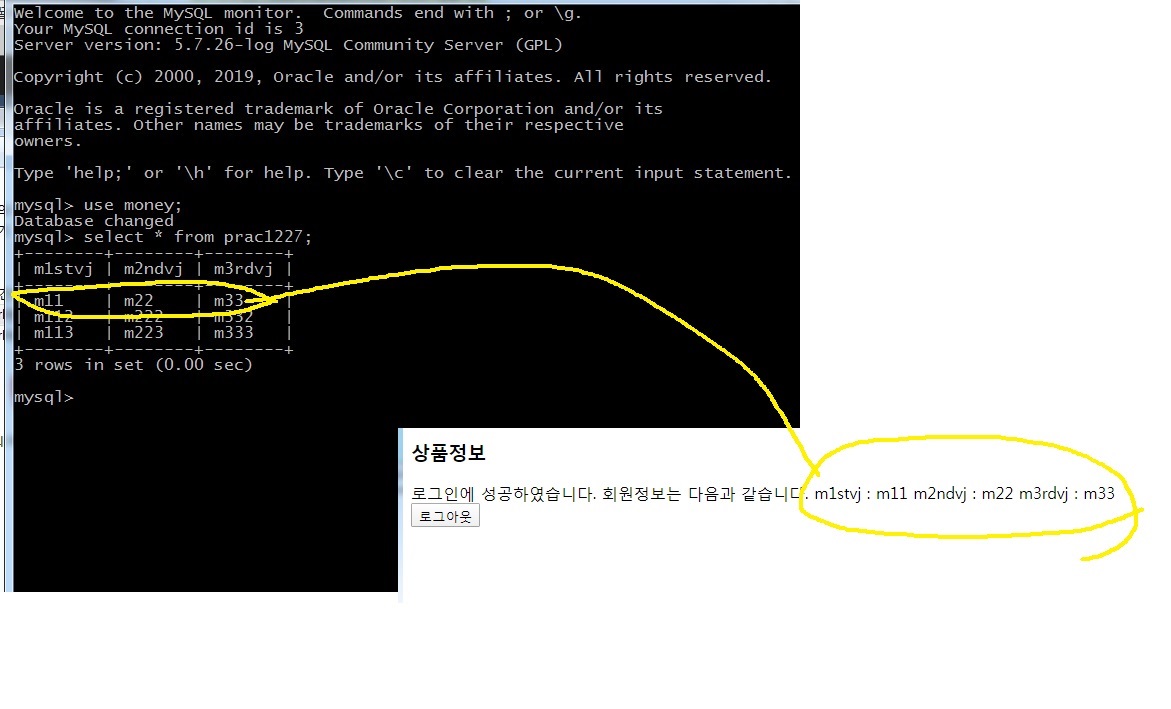 Welcome to the MySQL monitor.  Commands end with ; or \g.
Your MySQL connection id is 3
Server version: 5.7.26-log MySQL Community Server (GPL)
Copyright (c) 2000, 2019, Oracle and/or its affiliates. All rights reserved.
Oracle is a registered trademark of Oracle Corporation and/or its
affiliates. Other names may be trademarks of their respective
owners.
Type 'help;' or '\h' for help. Type '\c' to clear the current input statement.
mysql> use money;
Database changed
mysql> select * from prac1227;
+--------+--------+--------+
| m1stvj | m2ndvj | m3rdvj |
+--------+--------+--------+
| m11    | m22    | m33    |
| m112   | m222   | m332   |
| m113   | m223   | m333   |
+--------+--------+--------+
3 rows in set (0.00 sec)
mysql>
상품정보
로그인에 성공하였습니다. 회원정보는 다음과 같습니다. m1stvj : m11 m2ndvj : m22 m3rdvj : m33
로그아웃